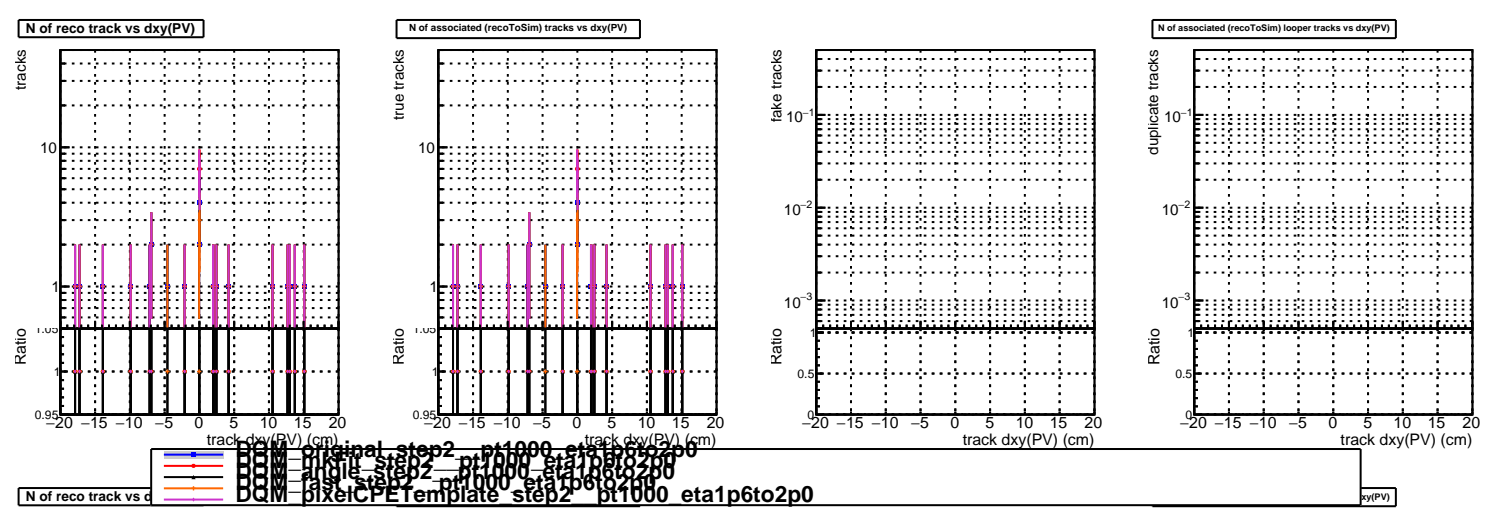 N of reco track vs dxy(PV)
N of associated (recoToSim) tracks vs dxy(PV)
N of associated (recoToSim) looper tracks vs dxy(PV)
tracks
10
1
Ratio
1.05
1
0.95
−20 −15 −10 −5 0 5 10 15 20
track dxy(PV) (cm)
true tracks
10
1
Ratio
1.05
1
0.95
−20 −15 −10 −5 0 5 10 15 20
track dxy(PV) (cm)
fake tracks
10−1
10−2
10−3
Ratio
1
0.5
0
−20 −15 −10 −5 0 5 10 15 20
track dxy(PV) (cm)
duplicate tracks
10−1
10−2
10−3
Ratio
1
0.5
0
−20 −15 −10 −5 0 5 10 15 20
track dxy(PV) (cm)
DQM_original_step2__pt1000_eta1p6to2p0
DQM_mkFit_step2__pt1000_eta1p6to2p0
DQM_angle_step2__pt1000_eta1p6to2p0
DQM_fast_step2__pt1000_eta1p6to2p0
DQM_pixelCPETemplate_step2__pt1000_eta1p6to2p0
N of reco track vs d
xy(PV)